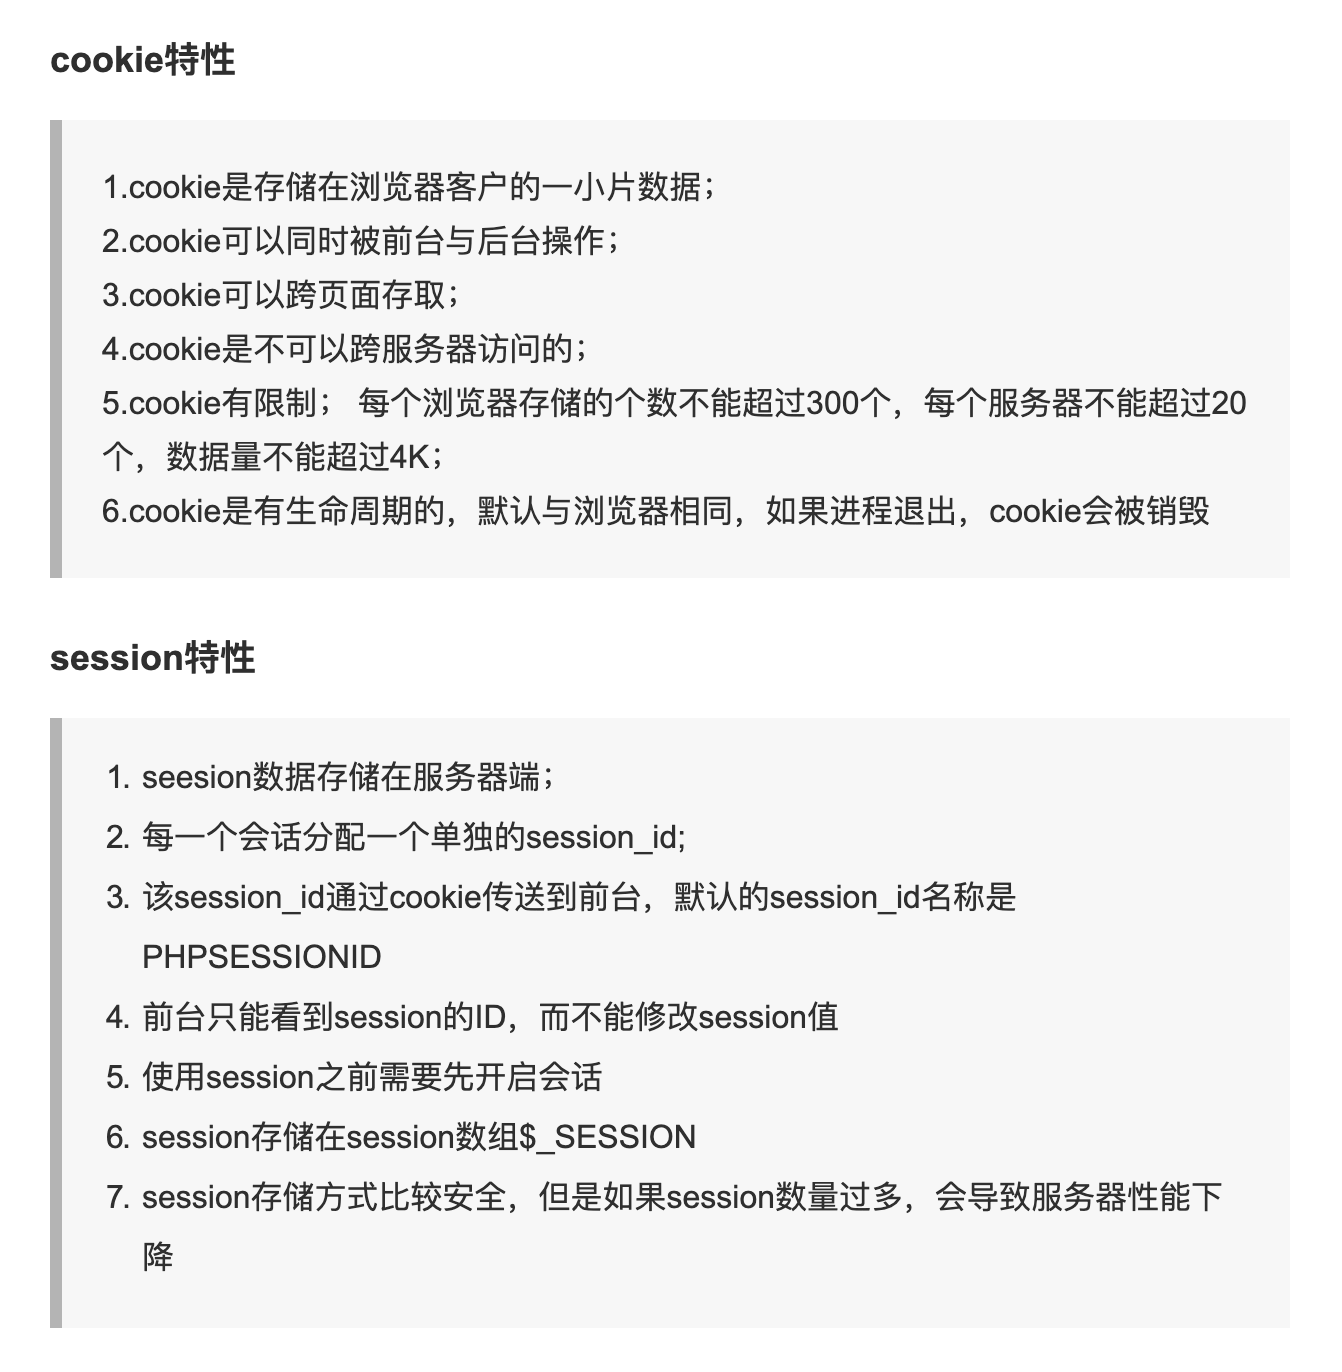 cookie特性
1.cookie是存储在浏览器客户的一小片数据；
2.cookie可以同时被前台与后台操作；
3.cookie可以跨页面存取；
4.cookie是不可以跨服务器访问的；
5.cookie有限制； 每个浏览器存储的个数不能超过300个，每个服务器不能超过20
个，数据量不能超过4K；
6.cookie是有生命周期的，默认与浏览器相同，如果进程退出，cookie会被销毁
session特性
1. seesion数据存储在服务器端；
2. 每一个会话分配一个单独的session_id;
3. 该session_id通过cookie传送到前台，默认的session_id名称是
PHPSESSIONID
4. 前台只能看到session的ID，而不能修改session值
5. 使用session之前需要先开启会话
6. session存储在session数组$_SESSION
7. session存储方式比较安全，但是如果session数量过多，会导致服务器性能下
降